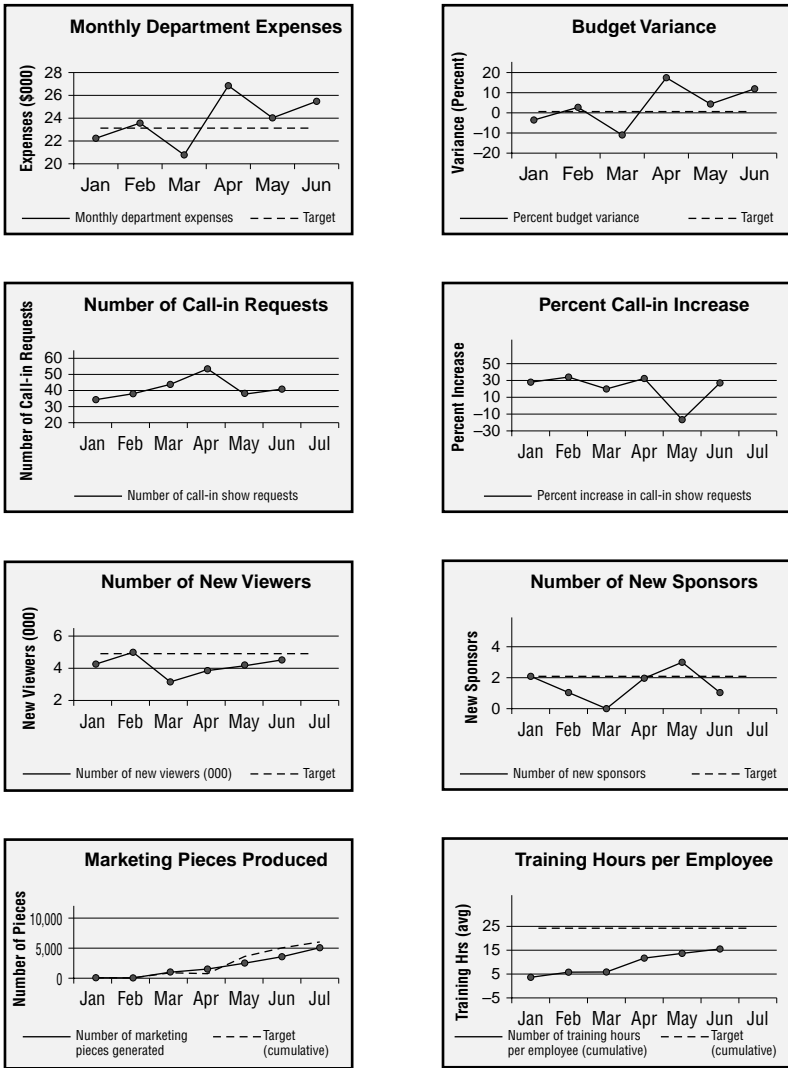 Monthly Department Expenses
Expenses ($000)
28
26
24
22
20
Jan Feb Mar Apr May Jun
Monthly department expenses Target
Budget Variance
Variance (Percent)
20
10
0
–10
–20
Jan Feb Mar Apr May Jun
Percent budget variance Target
Number of Call-in Requests
Number of Call-in Requests
60
50
40
30
20
Jan Feb Mar Apr May Jun Jul
Number of call-in show requests
Percent Call-in Increase
Percent Increase
50
30
10
–10
–30
Jan Feb Mar Apr May Jun Jul
Percent increase in call-in show requests
Number of New Viewers
New Viewers (000)
6
4
2
Jan Feb Mar Apr May Jun Jul
Number of new viewers (000) Target
Number of New Sponsors
New Sponsors
4
2
0
Jan Feb Mar Apr May Jun Jul
Number of new sponsors Target
Marketing Pieces Produced
Number of Pieces
10,000
5,000
0
Jan Feb Mar Apr May Jun Jul
Number of marketing Target
pieces generated (cumulative)
Training Hours per Employee
Training Hrs (avg)
25
15
5
–5
Jan Feb Mar Apr May Jun Jul
Number of training hours Target
per employee (cumulative) (cumulative)